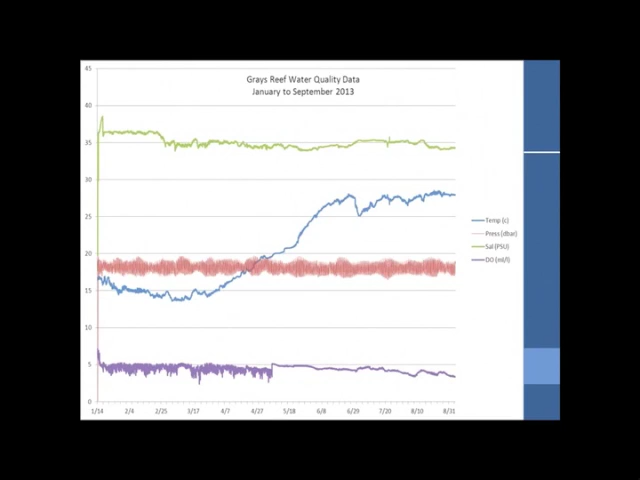 Grays Reef Water Quality Data
January to September 2013
45
40
35
30
25
20
15
10
5
0
1/14 2/4 2/25 3/17 4/7 4/27 5/18 6/8 6/29 7/20 8/10 8/31
Temp (c)
Press (dbar)
Sal (PSU)
DO (ml/l)